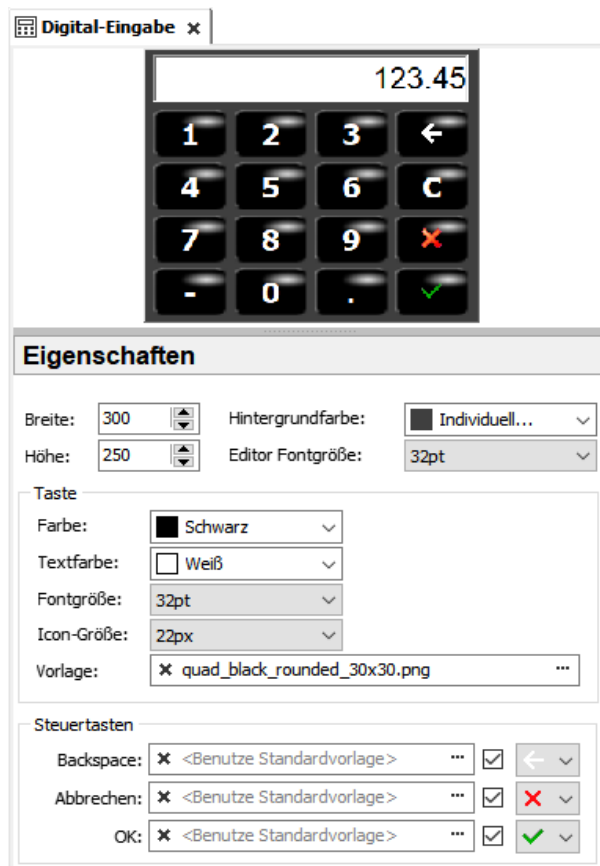 Digital-Eingabe
123.45
1 2 3
4 5 6 C
7 8 9
- 0 .
Eigenschaften
Breite: 300 Hintergrundfarbe: Individuell...
Höhe: 250 Editor Fontgröße: 32pt
Taste
Farbe: Schwarz
Textfarbe: Weiß
Fontgröße: 32pt
Icon-Größe: 22px
Vorlage: quad_black_rounded_30x30.png ...
Steuertasten
Backspace: <Benutze Standardvorlage> ...
Abbrechen: <Benutze Standardvorlage> ...
OK: <Benutze Standardvorlage> ...